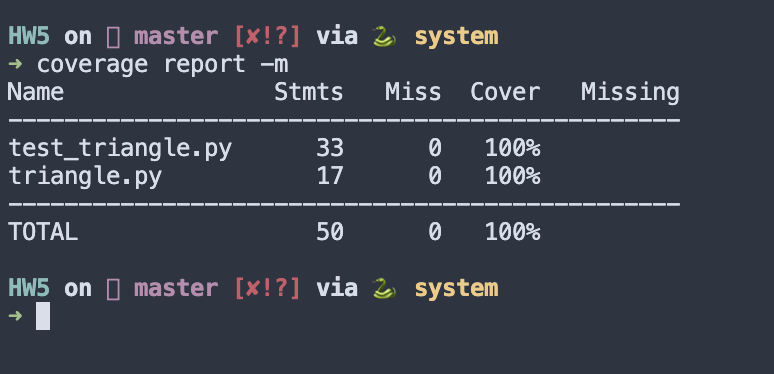 HW5 on  master [✘!?] via 🐍 system
➜ coverage report -m
Name               Stmts   Miss  Cover   Missing
------------------------------------------------
test_triangle.py      33      0   100%
triangle.py           17      0   100%
------------------------------------------------
TOTAL                 50      0   100%
HW5 on  master [✘!?] via 🐍 system
➜